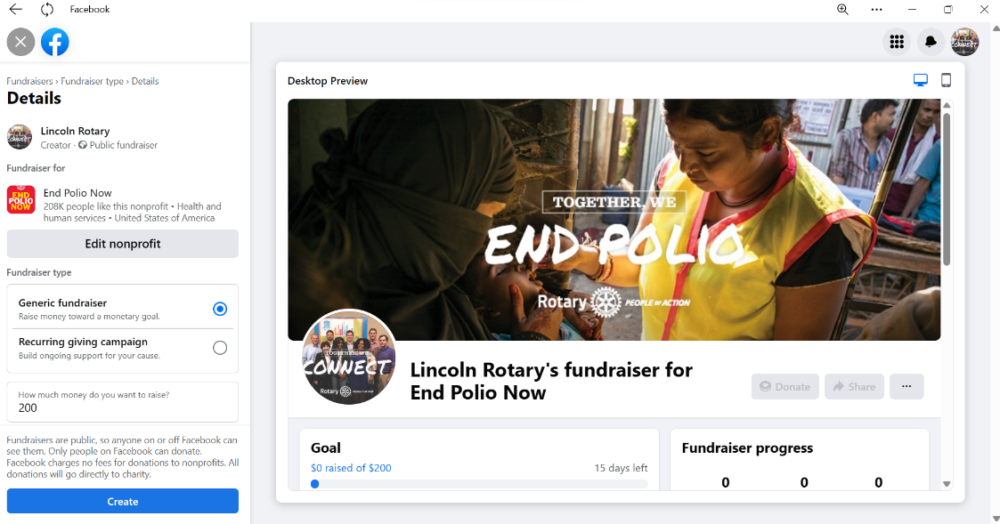 Facebook
Fundraisers › Fundraiser type › Details
Details
Lincoln Rotary
Creator - Public fundraiser
Fundraiser for
END POLIO NOW
End Polio Now
208K people like this nonprofit • Health and
human services • United States of America
Edit nonprofit
Fundraiser type
Generic fundraiser
Raise money toward a monetary goal.
Recurring giving campaign
Build ongoing support for your cause.
How much money do you want to raise?
200
Fundraisers are public, so anyone on or off Facebook can
see them. Only people on Facebook can donate.
Facebook charges no fees for donations to nonprofits. All
donations will go directly to charity.
Create
CONNECT
Desktop Preview
TOGETHER, WE
END POLIO
Rotary
PEOPLE OF ACTION
TOGETHER, WE
CONNECT
Rotary
Lincoln Rotary's fundraiser for
End Polio Now
Donate
Share
Goal
$0 raised of $200
15 days left
Fundraiser progress
0
0
0